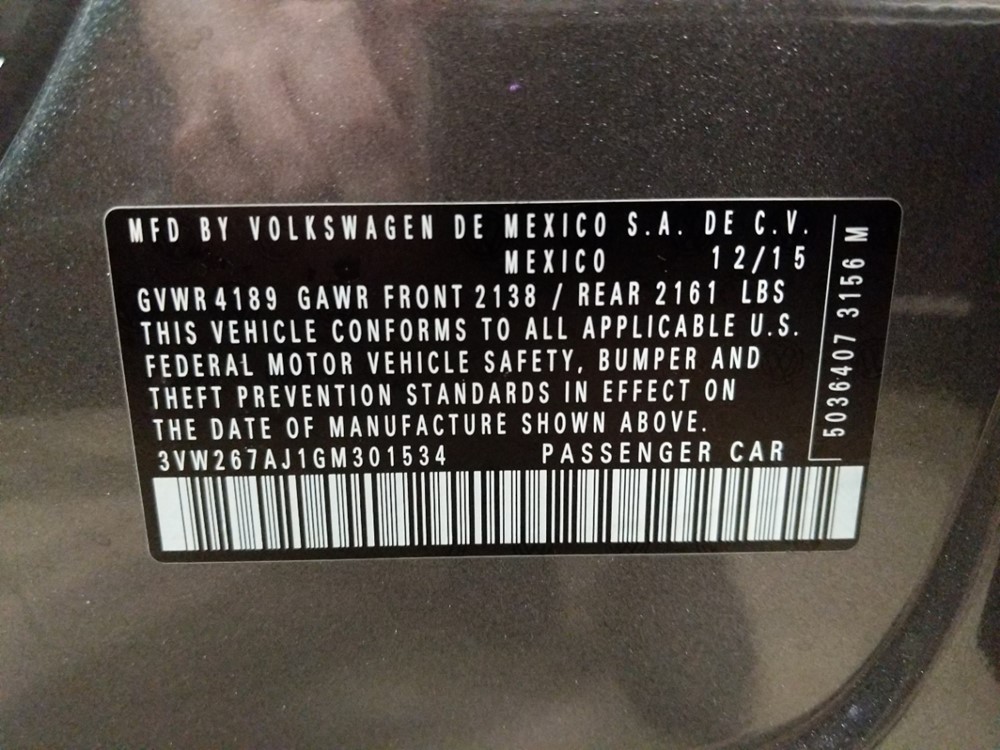 MFD BY VOLKSWAGEN DE MEXICO S.A. DE C.V.
MEXICO 12/15
GVWR 4189 GAWR FRONT 2138 / REAR 2161 LBS
THIS VEHICLE CONFORMS TO ALL APPLICABLE U.S.
FEDERAL MOTOR VEHICLE SAFETY, BUMPER AND
THEFT PREVENTION STANDARDS IN EFFECT ON
THE DATE OF MANUFACTURE SHOWN ABOVE.
3VW267AJ1GM301534 PASSENGER CAR
5036407 3156 M